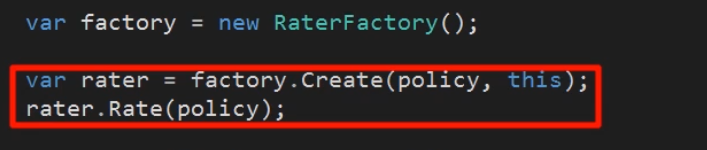 var factory = new RaterFactory();
var rater = factory.Create(policy, this);
rater.Rate(policy);